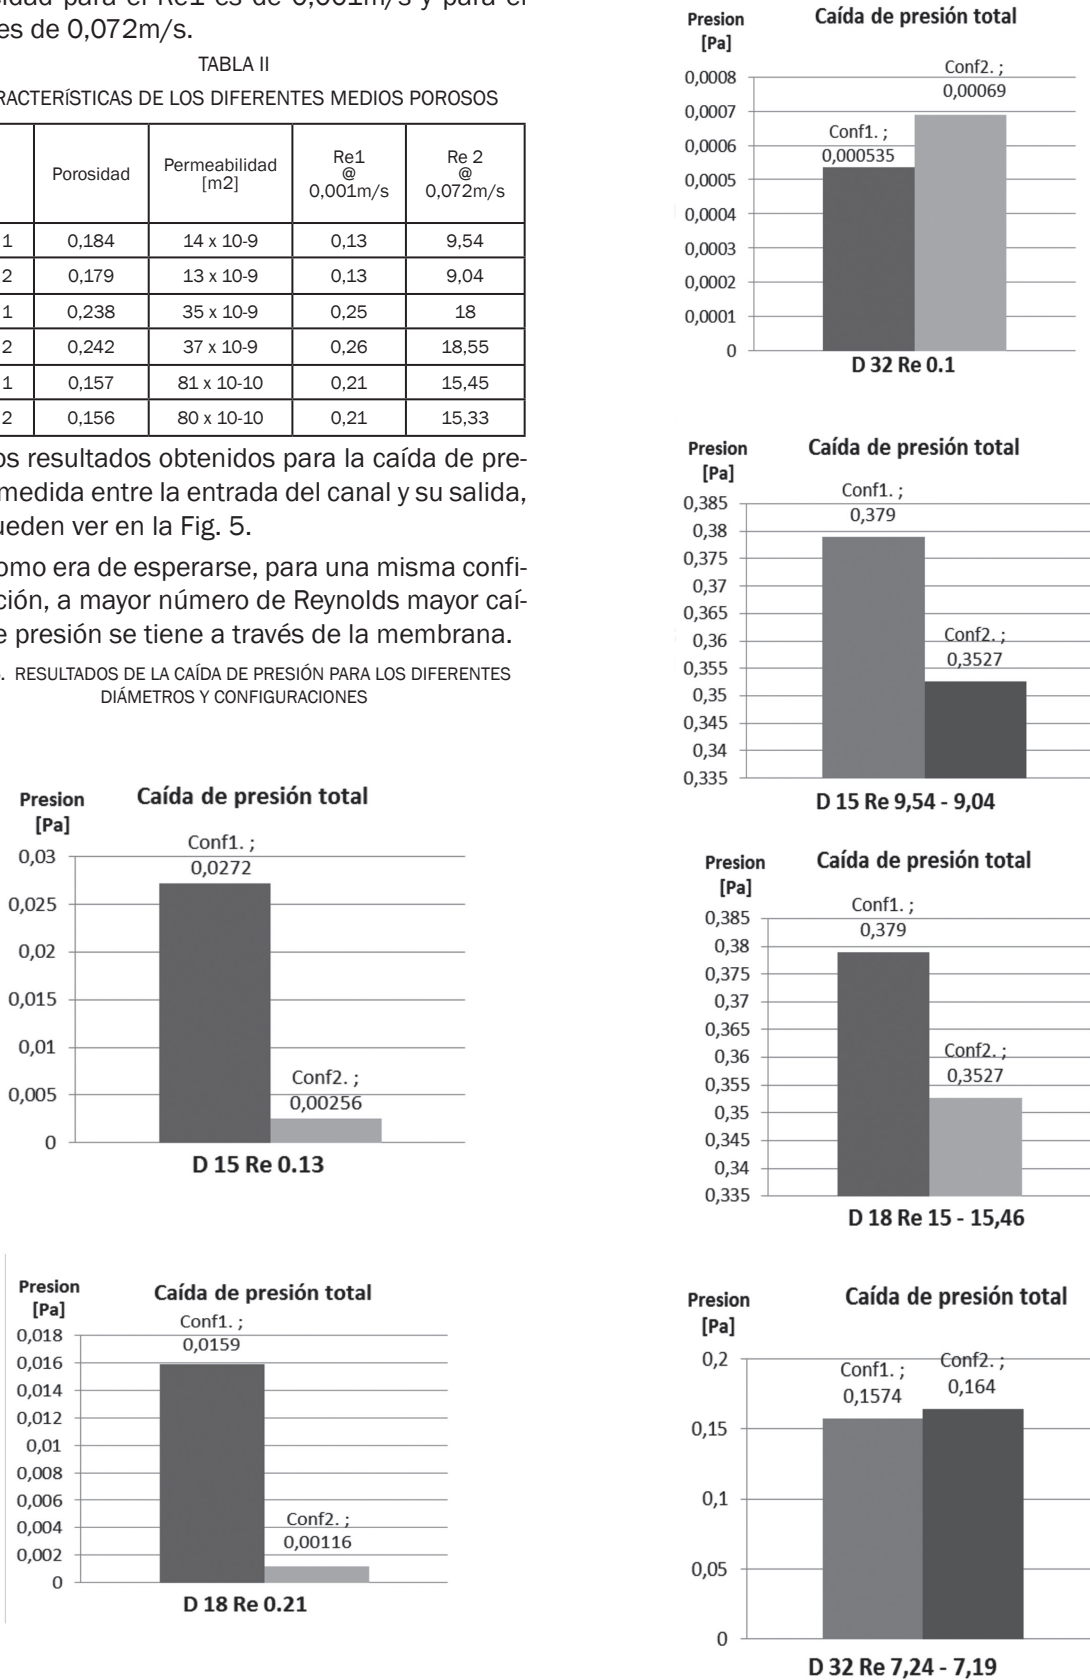 es de 0,072m/s.
TABLA II
DE LOS DIFERENTES MEDIOS POROSOS
Porosidad
Permeabilidad
[m2]
Re1
@
0,001m/s
Re 2
@
0,072m/s
1 0,184 14 x 10-9 0,13 9,54
2 0,179 13 x 10-9 0,13 9,04
1 0,238 35 x 10-9 0,25 18
2 0,242 37 x 10-9 0,26 18,55
1 0,157 81 x 10-10 0,21 15,45
2 0,156 80 x 10-10 0,21 15,33
os resultados obtenidos para la caída de pre-
medida entre la entrada del canal y su salida,
ueden ver en la Fig. 5.
omo era de esperarse, para una misma confi-
ción, a mayor número de Reynolds mayor caí-
e presión se tiene a través de la membrana.
RESULTADOS DE LA CAÍDA DE PRESIÓN PARA LOS DIFERENTES
DIÁMETROS Y CONFIGURACIONES
Presion
[Pa]
Caída de presión total
Conf1. ;
0,0272
Conf2. ;
0,00256
0,03
0,025
0,02
0,015
0,01
0,005
0
D 15 Re 0.13
Presion
[Pa]
Caída de presión total
Conf1. ;
0,0159
Conf2. ;
0,00116
0,018
0,016
0,014
0,012
0,01
0,008
0,006
0,004
0,002
0
D 18 Re 0.21
Presion
[Pa]
Caída de presión total
Conf1. ;
0,000535
Conf2. ;
0,00069
0,0008
0,0007
0,0006
0,0005
0,0004
0,0003
0,0002
0,0001
0
D 32 Re 0.1
Presion
[Pa]
Caída de presión total
Conf1. ;
0,379
Conf2. ;
0,3527
0,385
0,38
0,375
0,37
0,365
0,36
0,355
0,35
0,345
0,34
0,335
D 15 Re 9,54 - 9,04
Presion
[Pa]
Caída de presión total
Conf1. ;
0,379
Conf2. ;
0,3527
0,385
0,38
0,375
0,37
0,365
0,36
0,355
0,35
0,345
0,34
0,335
D 18 Re 15 - 15,46
Presion
[Pa]
Caída de presión total
Conf1. ;
0,1574
Conf2. ;
0,164
0,2
0,15
0,1
0,05
0
D 32 Re 7,24 - 7,19